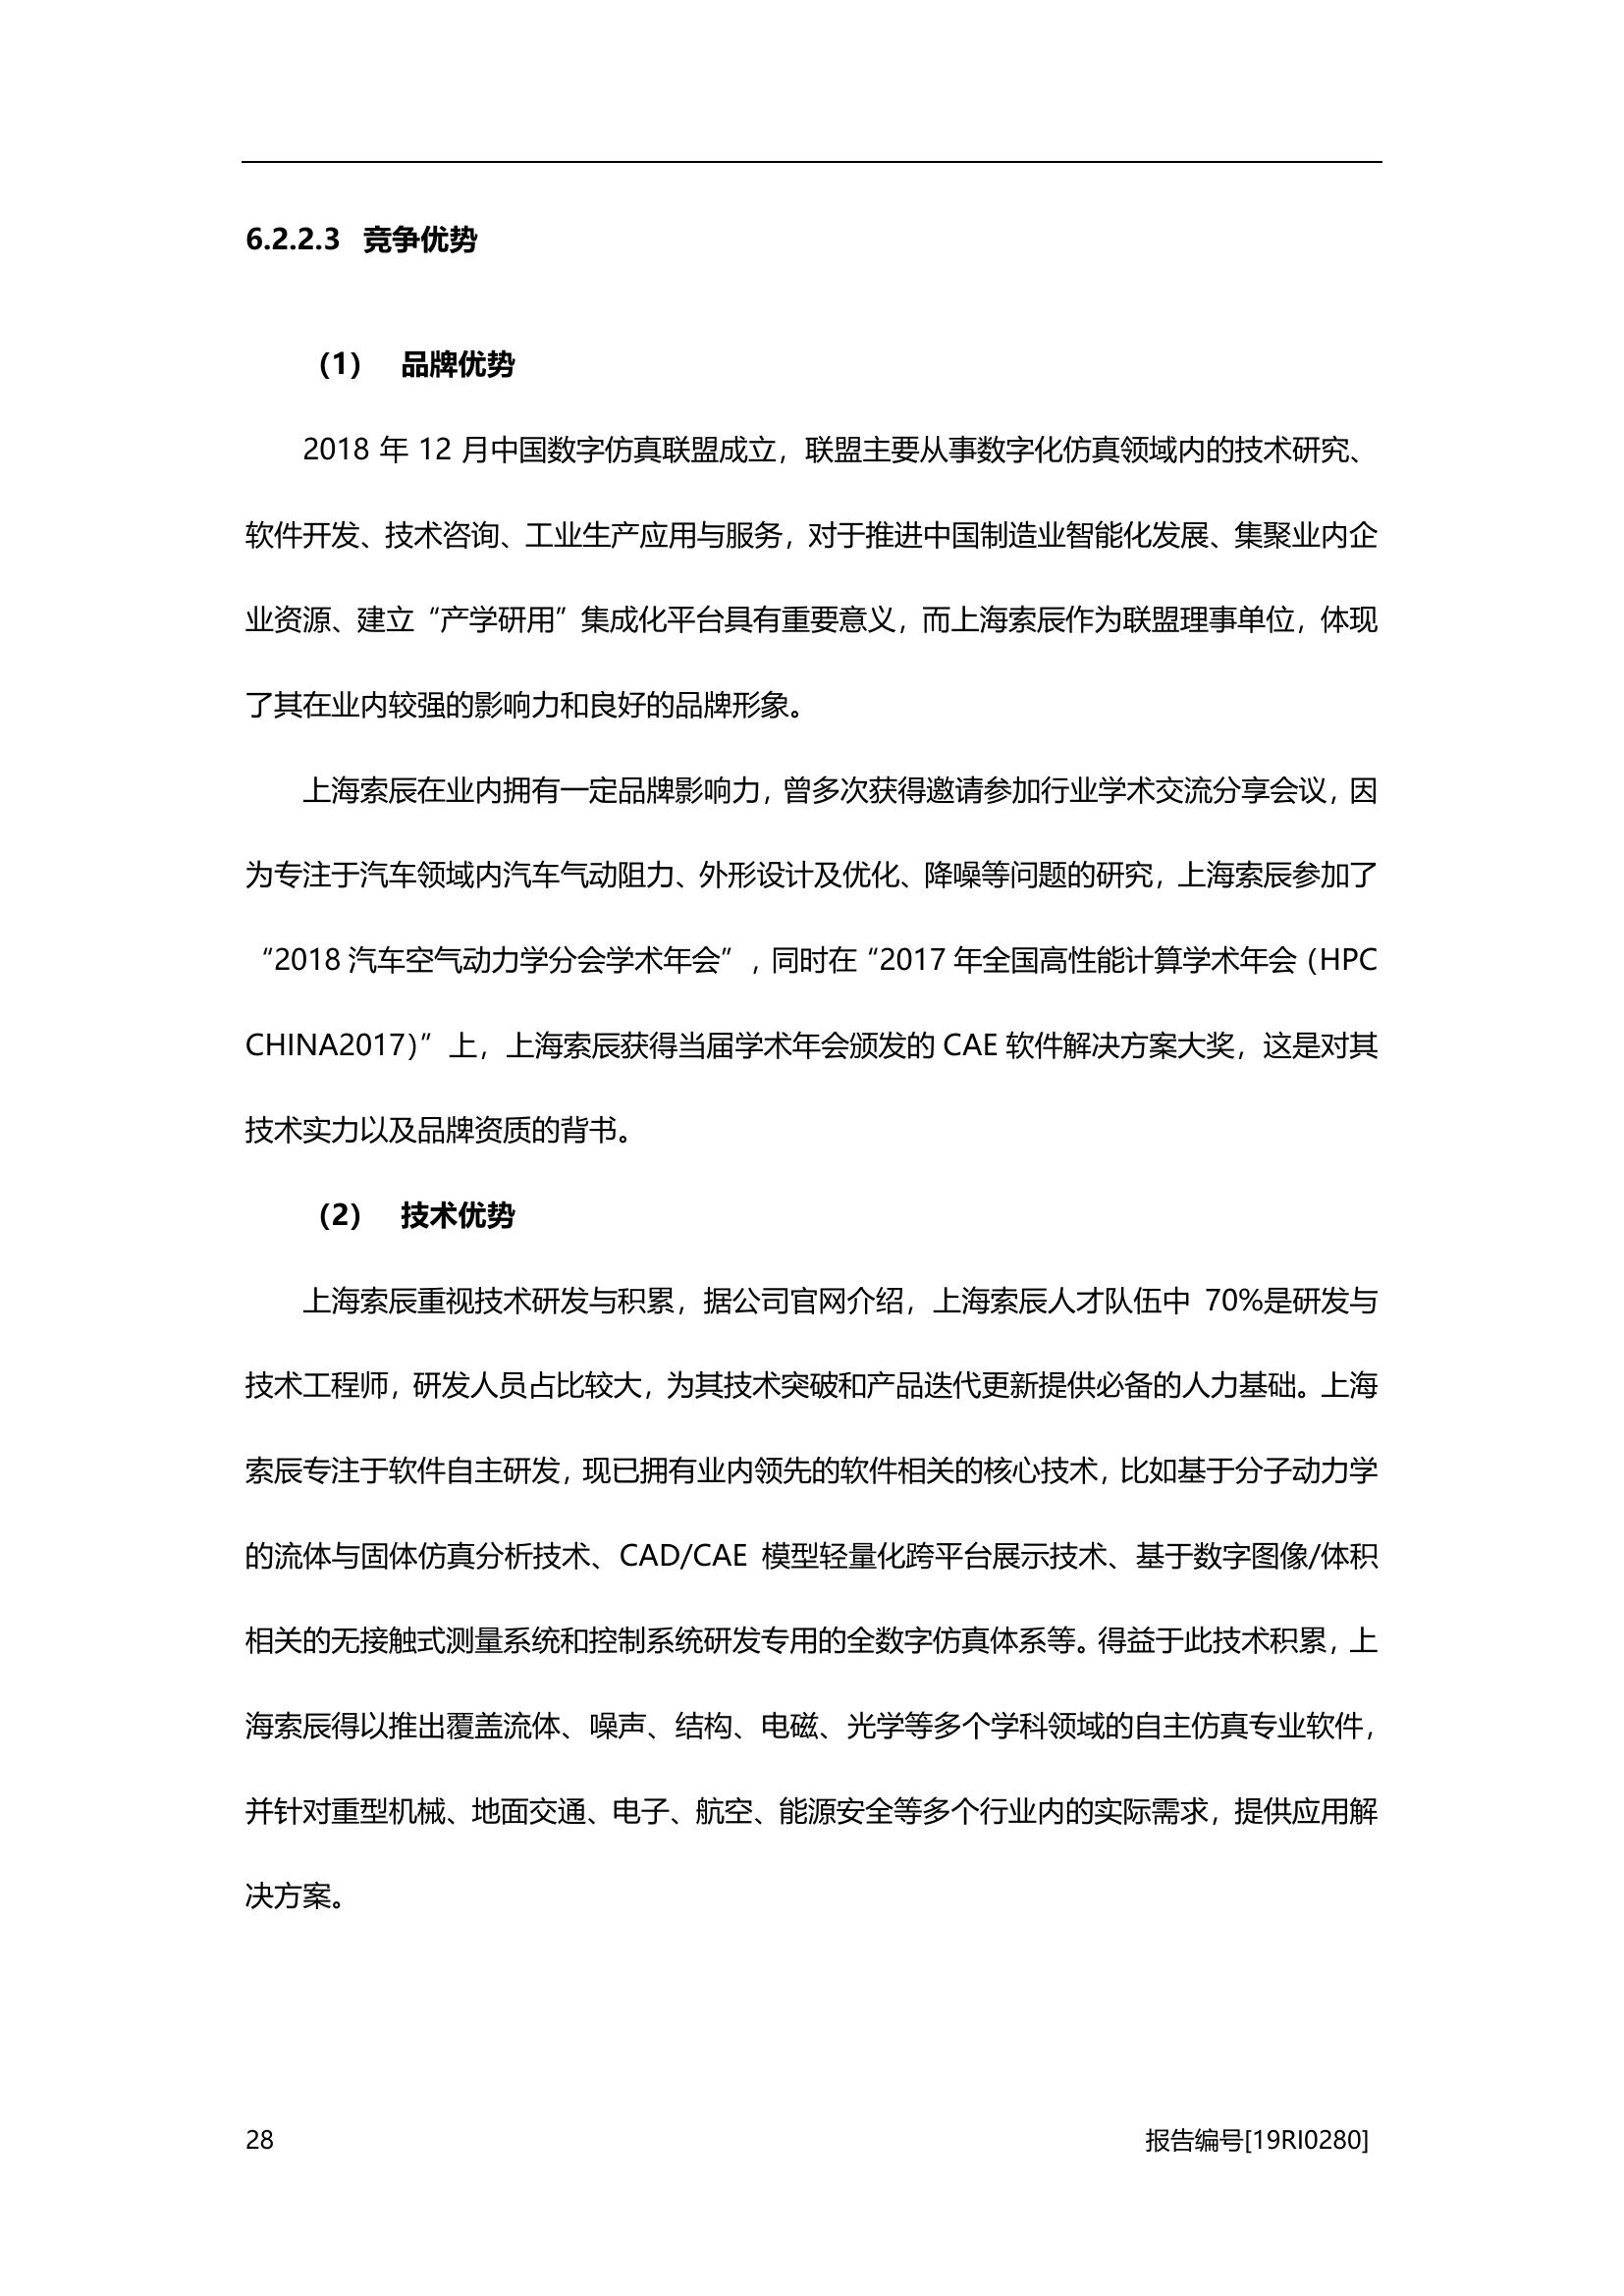 6.2.2.3 竞争优势
（1） 品牌优势
2018 年 12 月中国数字仿真联盟成立，联盟主要从事数字化仿真领域内的技术研究、
软件开发、技术咨询、工业生产应用与服务，对于推进中国制造业智能化发展、集聚业内企
业资源、建立“产学研用”集成化平台具有重要意义，而上海索辰作为联盟理事单位，体现
了其在业内较强的影响力和良好的品牌形象。
上海索辰在业内拥有一定品牌影响力，曾多次获得邀请参加行业学术交流分享会议，因
为专注于汽车领域内汽车气动阻力、外形设计及优化、降噪等问题的研究，上海索辰参加了
“2018 汽车空气动力学分会学术年会”，同时在“2017 年全国高性能计算学术年会（HPC
CHINA2017）”上，上海索辰获得当届学术年会颁发的 CAE 软件解决方案大奖，这是对其
技术实力以及品牌资质的背书。
（2） 技术优势
上海索辰重视技术研发与积累，据公司官网介绍，上海索辰人才队伍中 70%是研发与
技术工程师，研发人员占比较大，为其技术突破和产品迭代更新提供必备的人力基础。上海
索辰专注于软件自主研发，现已拥有业内领先的软件相关的核心技术，比如基于分子动力学
的流体与固体仿真分析技术、CAD/CAE 模型轻量化跨平台展示技术、基于数字图像/体积
相关的无接触式测量系统和控制系统研发专用的全数字仿真体系等。得益于此技术积累，上
海索辰得以推出覆盖流体、噪声、结构、电磁、光学等多个学科领域的自主仿真专业软件，
并针对重型机械、地面交通、电子、航空、能源安全等多个行业内的实际需求，提供应用解
决方案。
28 报告编号[19RI0280]